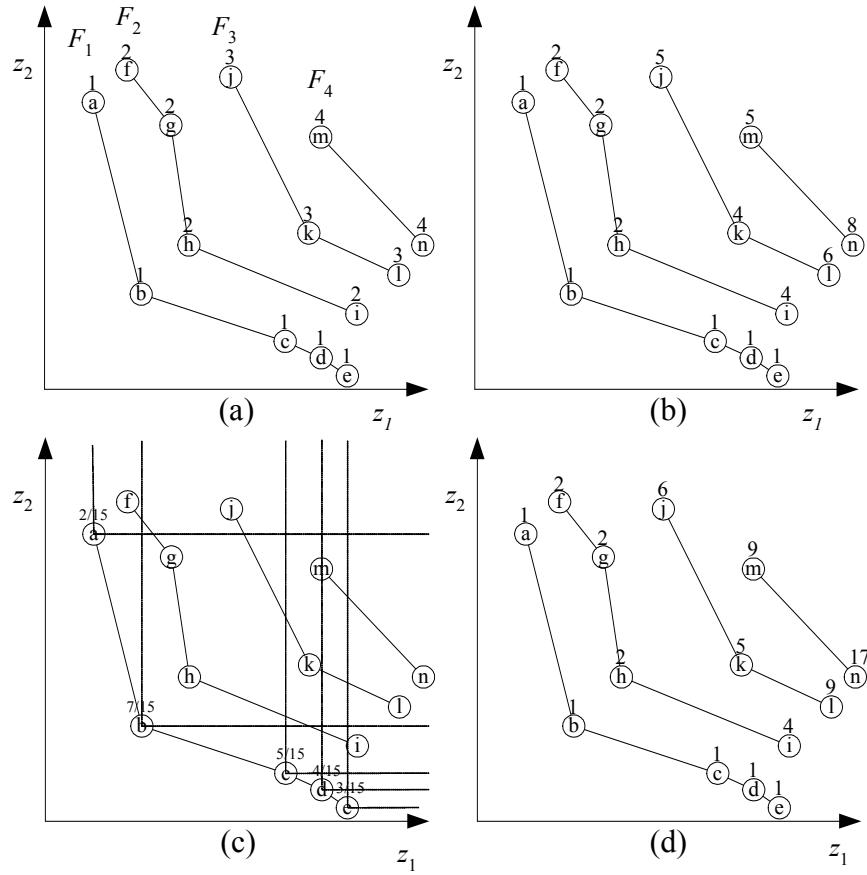 F1 F2 F3 F4
z2
1 a
2 f
2 g
3 j
4 m
2 h
3 k
4 n
3 l
1 b
2 i
1 c
1 d
1 e
(a)
z1
z2
1 a
2 f
2 g
5 j
5 m
2 h
4 k
8 n
6 l
1 b
4 i
1 c
1 d
1 e
(b)
z1
z2
2/15 a
f
g
j
m
h
k
n
l
7/15 b
i
5/15 c
4/15 d
3/15 e
(c)
z1
z2
1 a
2 f
2 g
6 j
9 m
2 h
5 k
17 n
9 l
1 b
4 i
1 c
1 d
1 e
(d)
z1